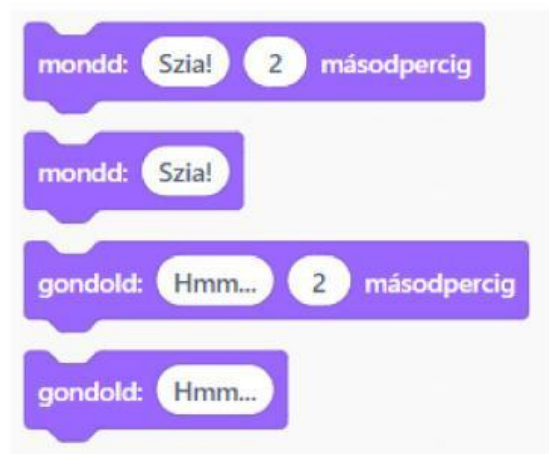 mondd: Szia! 2 másodpercig
mondd: Szia!
gondold: Hmm... 2 másodpercig
gondold: Hmm...